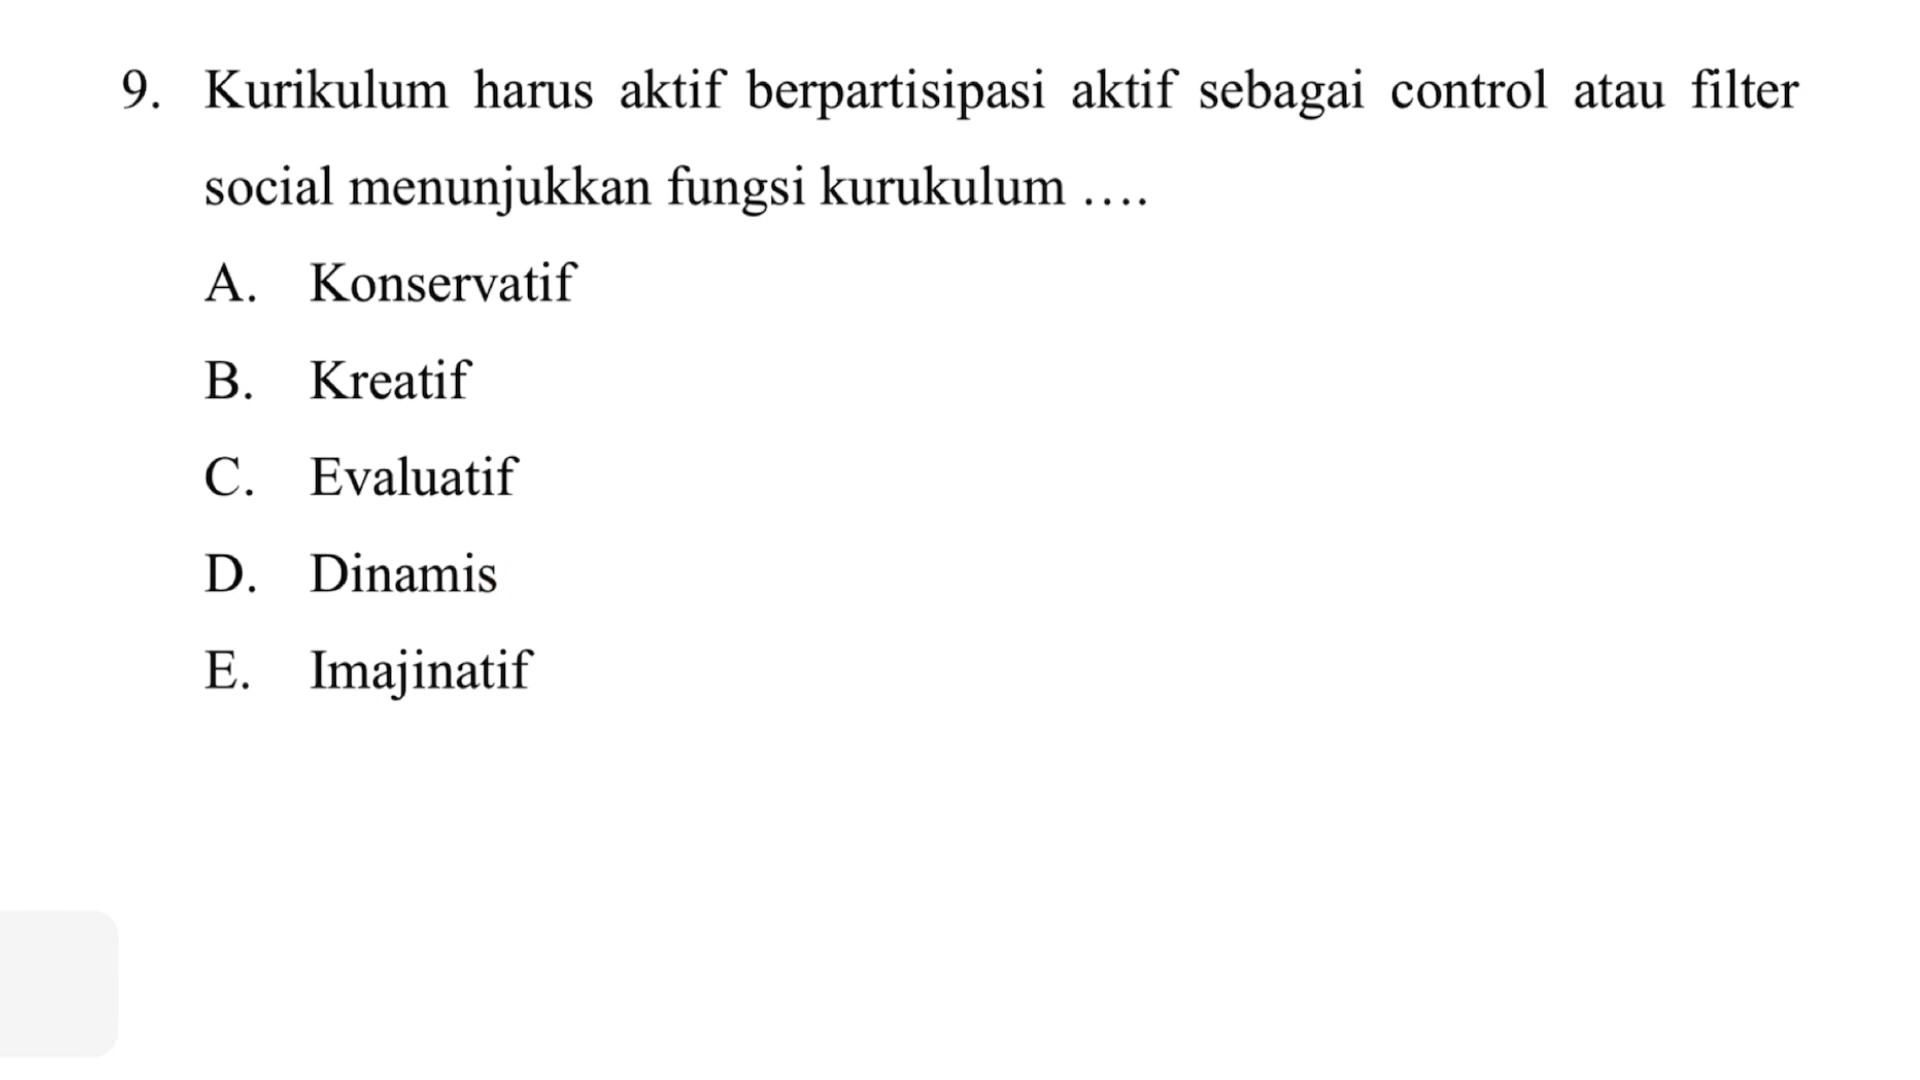 9. Kurikulum harus aktif berpartisipasi aktif sebagai control atau filter
social menunjukkan fungsi kurukulum ....
A. Konservatif
B. Kreatif
C. Evaluatif
D. Dinamis
E. Imajinatif